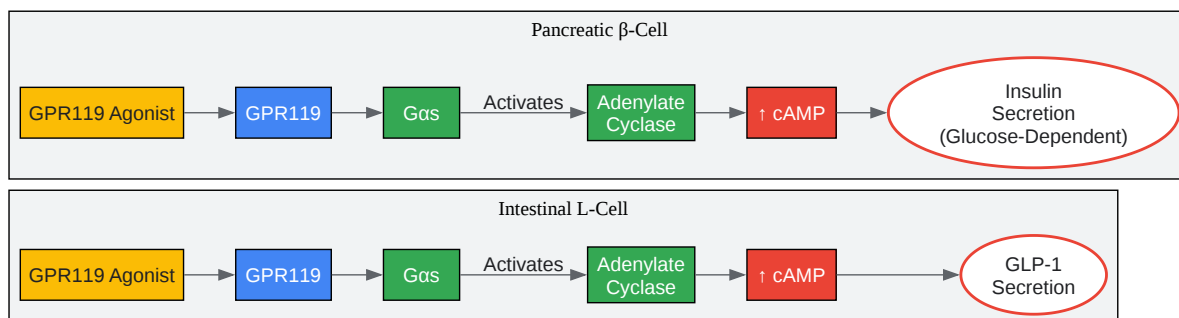 Pancreatic β-Cell
GPR119 Agonist
GPR119
Gαs
Activates
Adenylate
Cyclase
↑ cAMP
Insulin
Secretion
(Glucose-Dependent)
Intestinal L-Cell
GPR119 Agonist
GPR119
Gαs
Activates
Adenylate
Cyclase
↑ cAMP
GLP-1
Secretion